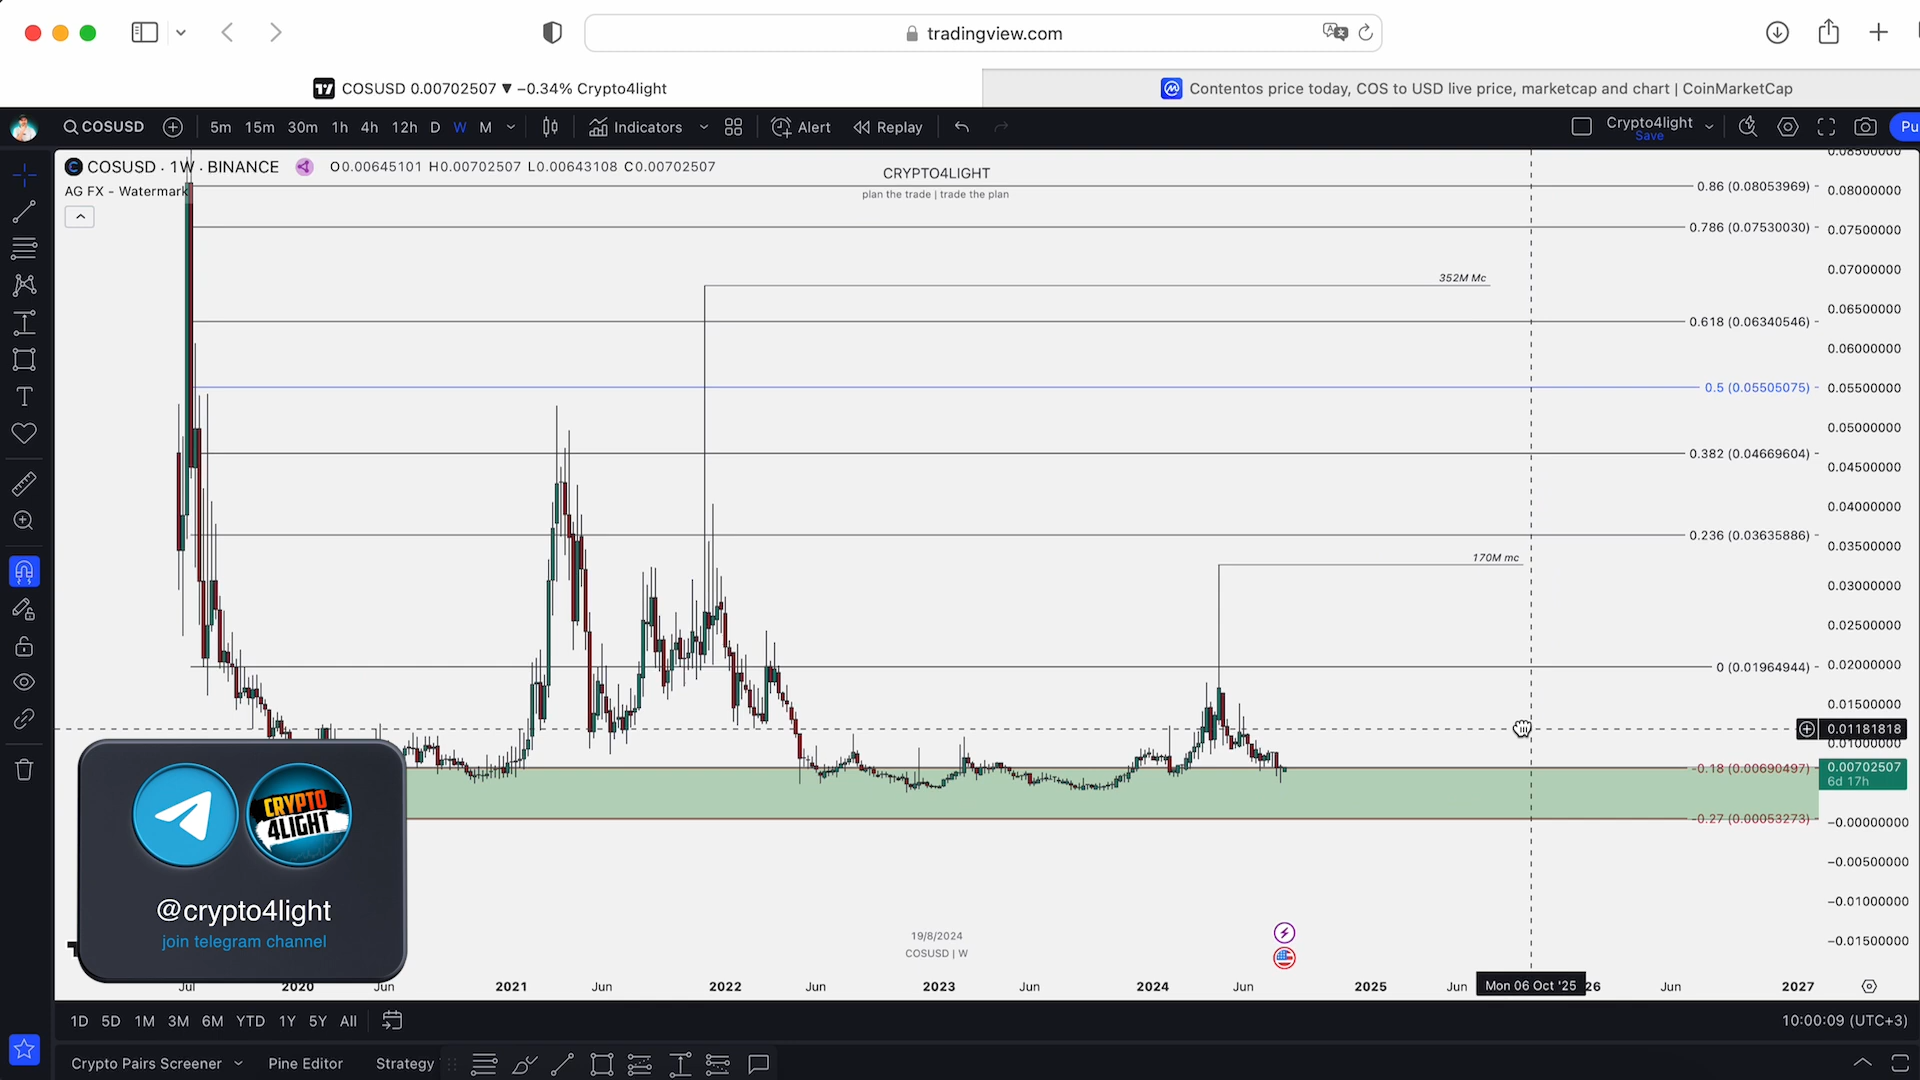 tradingview.com
COSUSD 0.00702507 ▼ −0.34% Crypto4light
Contentos price today, COS to USD live price, marketcap and chart | CoinMarketCap
COSUSD 5m 15m 30m 1h 4h 12h D W M Indicators Alert Replay
Crypto4light
Save
Pu
COSUSD · 1W · BINANCE O0.00645101 H0.00702507 L0.00643108 C0.00702507
AG FX - Watermark
CRYPTO4LIGHT
plan the trade | trade the plan
0.08500000
0.86 (0.08053969)
0.08000000
0.786 (0.07530030)
0.07500000
352M Mc
0.07000000
0.06500000
0.618 (0.06340546)
0.06000000
0.5 (0.05505075)
0.05500000
0.05000000
0.382 (0.04669604)
0.04500000
0.04000000
0.236 (0.03635886)
0.03500000
170M mc
0.03000000
0.02500000
0 (0.01964944)
0.02000000
0.01500000
0.01181818
0.01000000
-0.18 (0.00690497)
0.00702507
6d 17h
-0.27 (0.00053273)
−0.00000000
−0.00500000
−0.01000000
−0.01500000
CRYPTO
4LIGHT
@crypto4light
join telegram channel
19/8/2024
COSUSD | W
Jul 2020 Jun 2021 Jun 2022 Jun 2023 Jun 2024 Jun 2025 Jun Mon 06 Oct '25 26 Jun 2027
1D 5D 1M 3M 6M YTD 1Y 5Y All
10:00:09 (UTC+3)
Crypto Pairs Screener Pine Editor Strategy